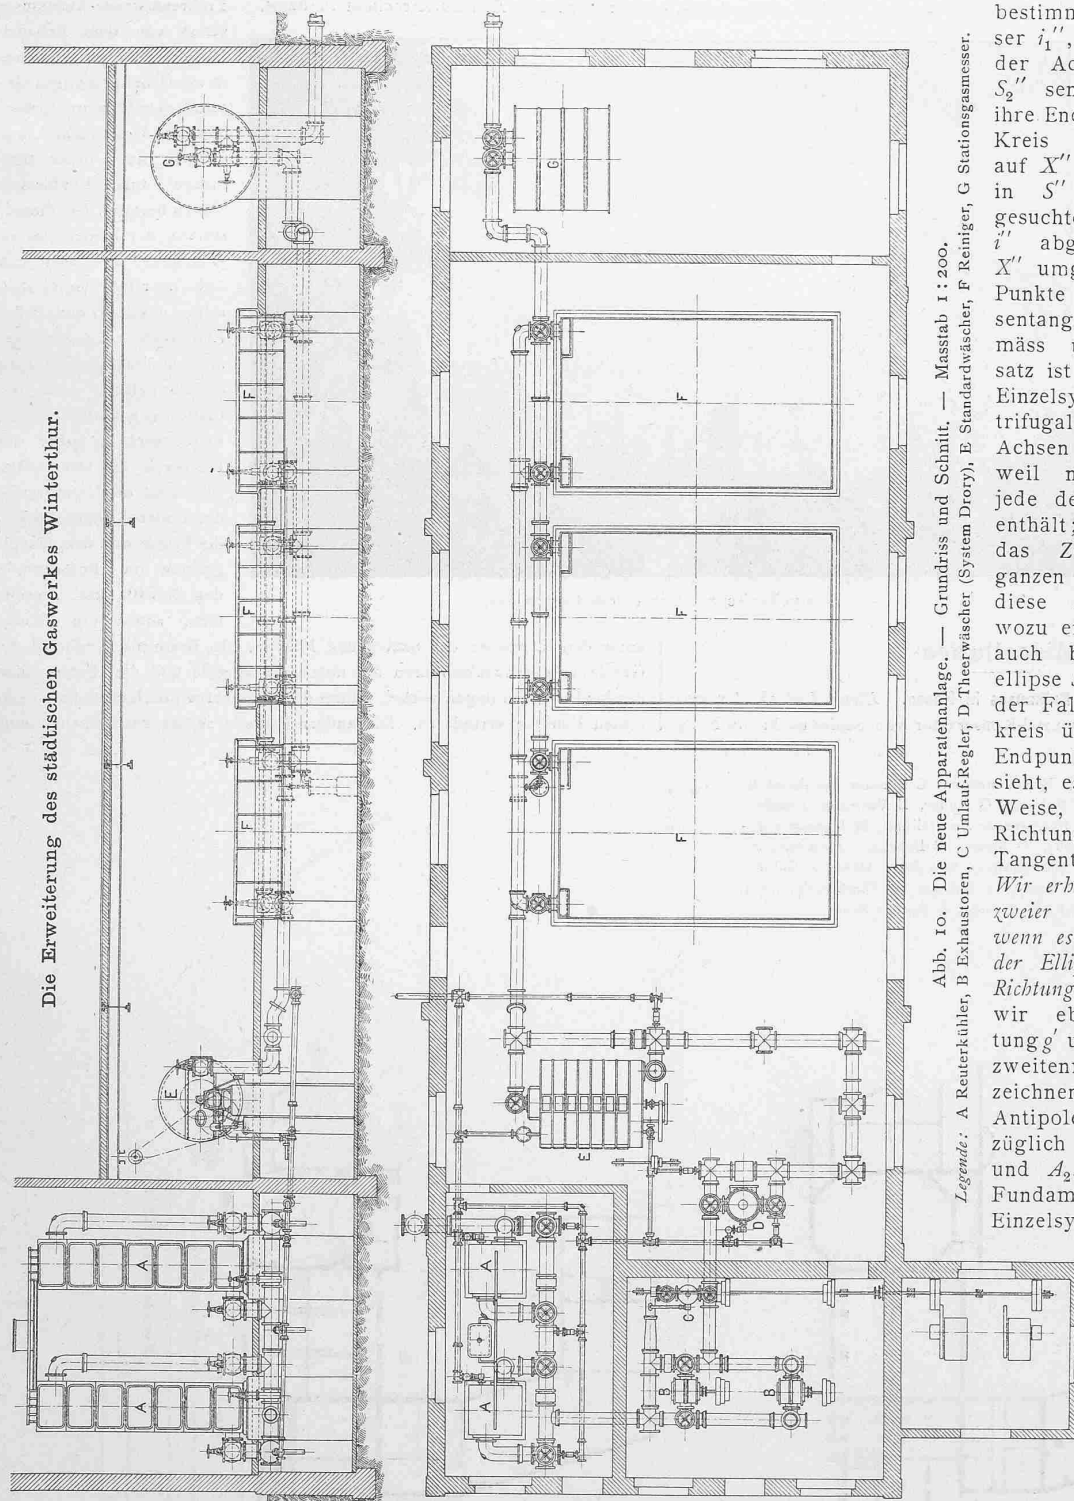 Die Erweiterung des städtischen Gaswerkes Winterthur.
G
F
F
F
E
A
A
G
F
F
F
E
D
C
B
B
A
A
Abb. 10. Die neue Apparatenanlage. — Grundriss und Schnitt. — Masstab 1 : 200.
Legende: A Reuterkühler, B Exhaustoren, C Umlauf-Regler, D Theerwäscher (System Drory), E Standardwäscher, F Reiniger, G Stationsgasmesser.
bestimm
ser i₁'',
der Ac
S₂'' sen
ihre End
Kreis
auf X''
in S''
gesucht
i'' abg
X'' umg
Punkte
sentang
mäss u
satz ist
Einzelsy
trifugal
Achsen
weil n
jede de
enthält;
das Z
ganzen
diese
wozu e
auch b
ellipse
der Fal
kreis ü
Endpun
sieht, e
Weise,
Richtun
Tangent
Wir erh
zweier
wenn es
der Elli
Richtung
wir eb
tung g' u
zweiten
zeichnen
Antipol
züglich
und A₂
Fundam
Einzelsy